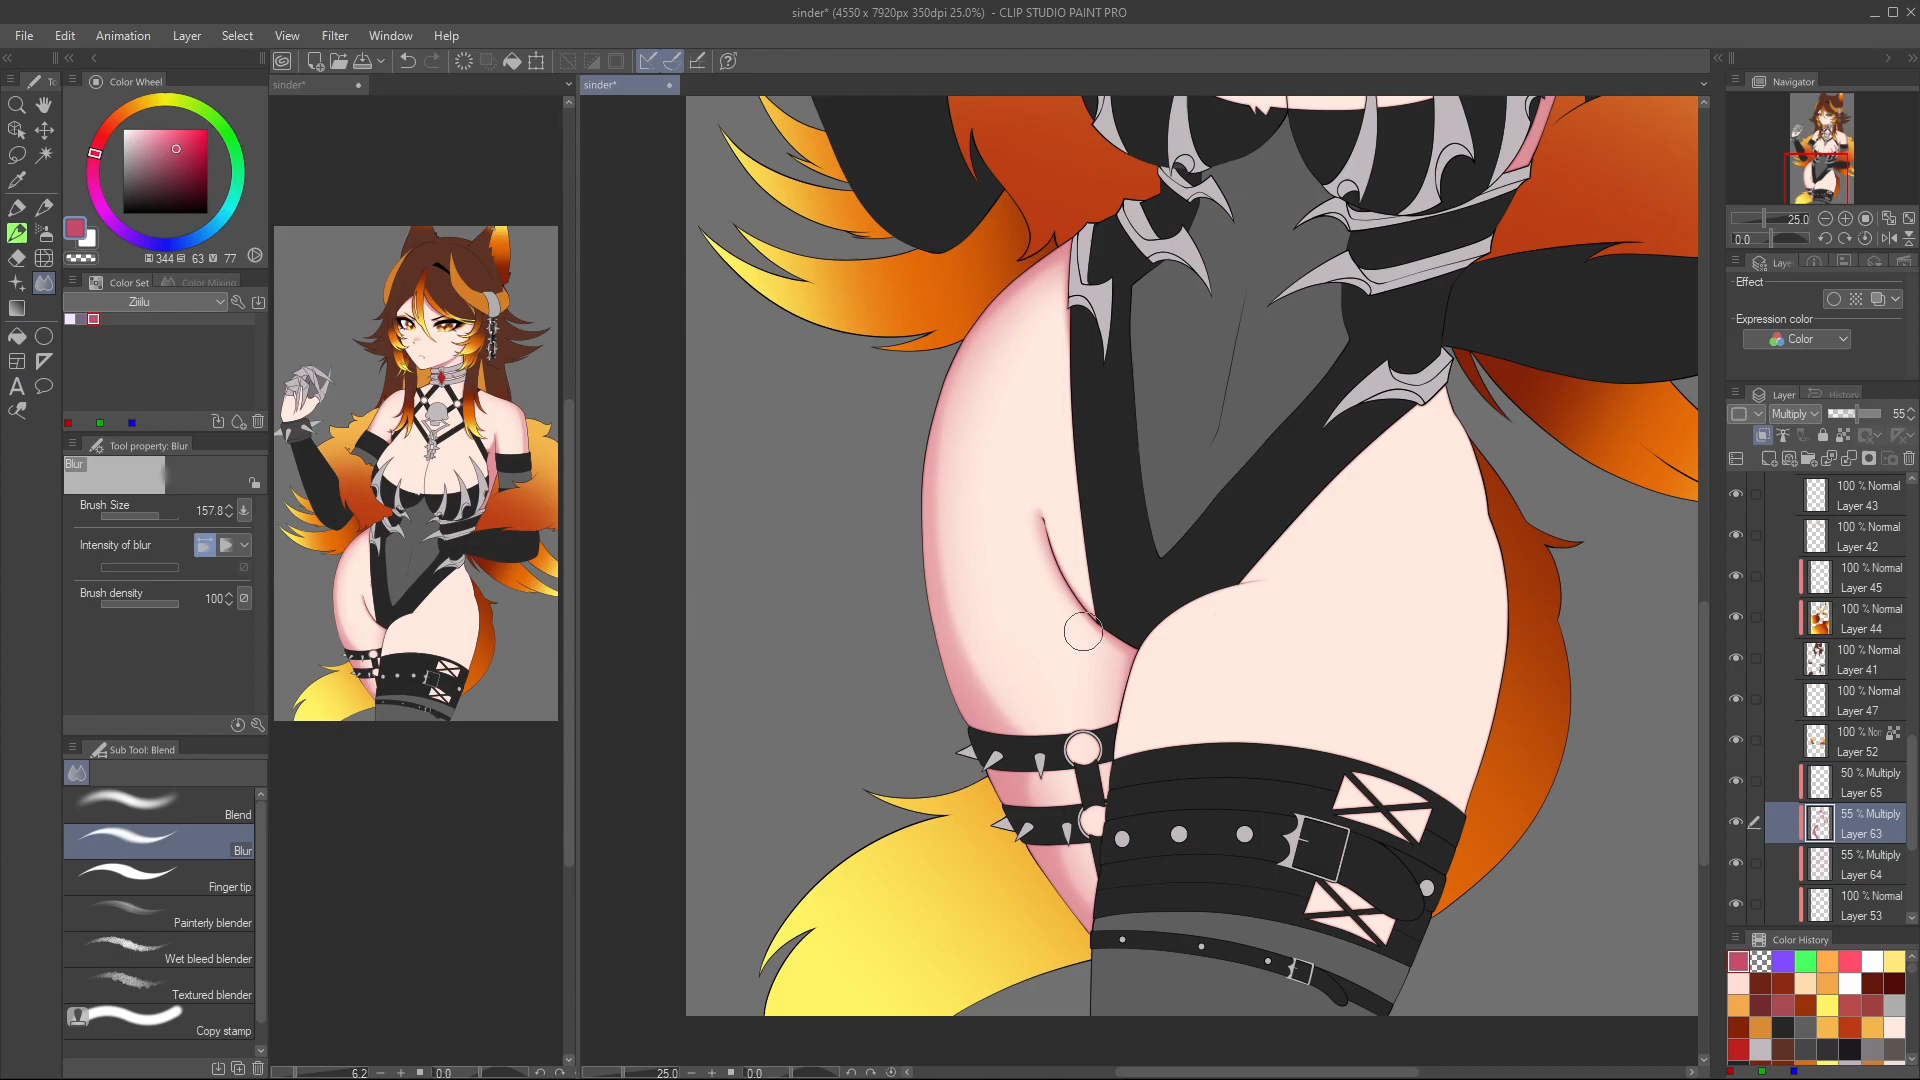 sinder* (4550 x 7920px 350dpi 25.0%) - CLIP STUDIO PAINT PRO
File Edit Animation Layer Select View Filter Window Help
Color Wheel
sinder*
sinder*
Navigator
25.0
0.0
H 344 S 63 V 77
Color Set
Color Mixing
Ziilu
Effect
Expression color
Color
Layer
History
Multiply
55
Tool property: Blur
Blur
Brush Size
157.8
Intensity of blur
Brush density
100
100 % Normal
Layer 43
100 % Normal
Layer 42
100 % Normal
Layer 45
100 % Normal
Layer 44
100 % Normal
Layer 41
100 % Normal
Layer 47
100 % Nor
Layer 52
50 % Multiply
Layer 65
55 % Multiply
Layer 63
55 % Multiply
Layer 64
100 % Normal
Layer 53
Sub Tool: Blend
Blend
Blur
Finger tip
Painterly blender
Wet bleed blender
Textured blender
Copy stamp
Color History
6.2
0.0
25.0
0.0